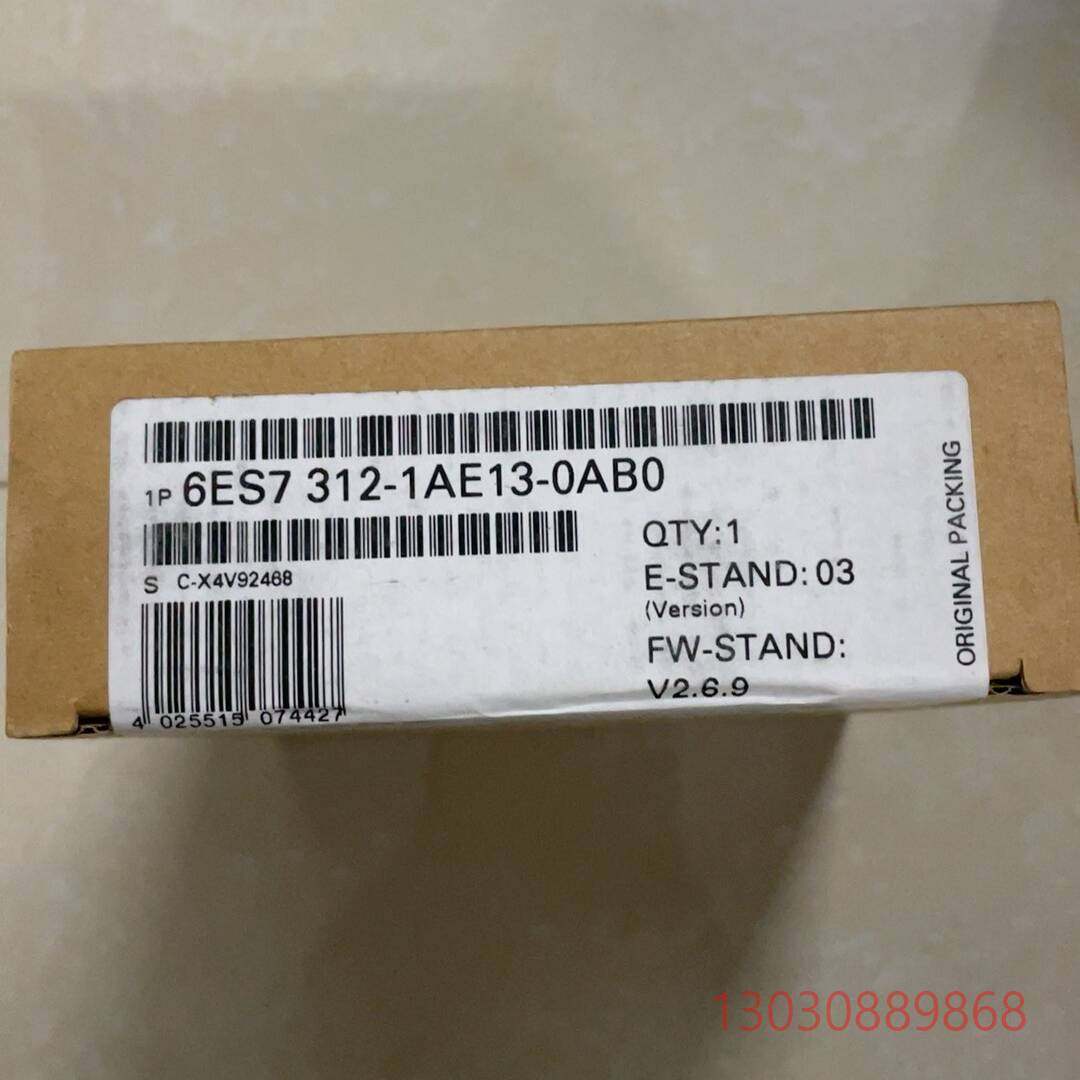 1P 6ES7 312-1AE13-0AB0
S C-X4V92468
QTY:1
E-STAND: 03
(Version)
FW-STAND:
V2.6.9
4 025515 074427
ORIGINAL PACKING
13030889868